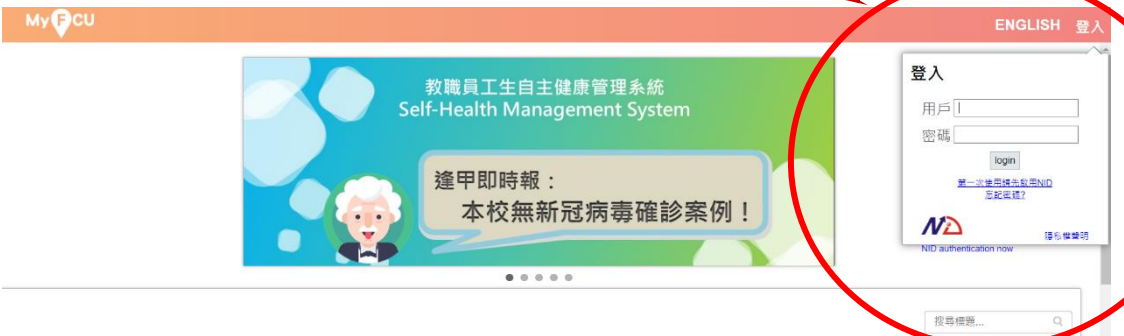 My FCU
ENGLISH 登入
教職員工生自主健康管理系統
Self-Health Management System
逢甲即時報：
本校無新冠病毒確診案例！
登入
用戶
密碼
login
第一次使用請先啟用NID
忘記密碼?
NID
隱私權聲明
NID authentication now
搜尋標題...